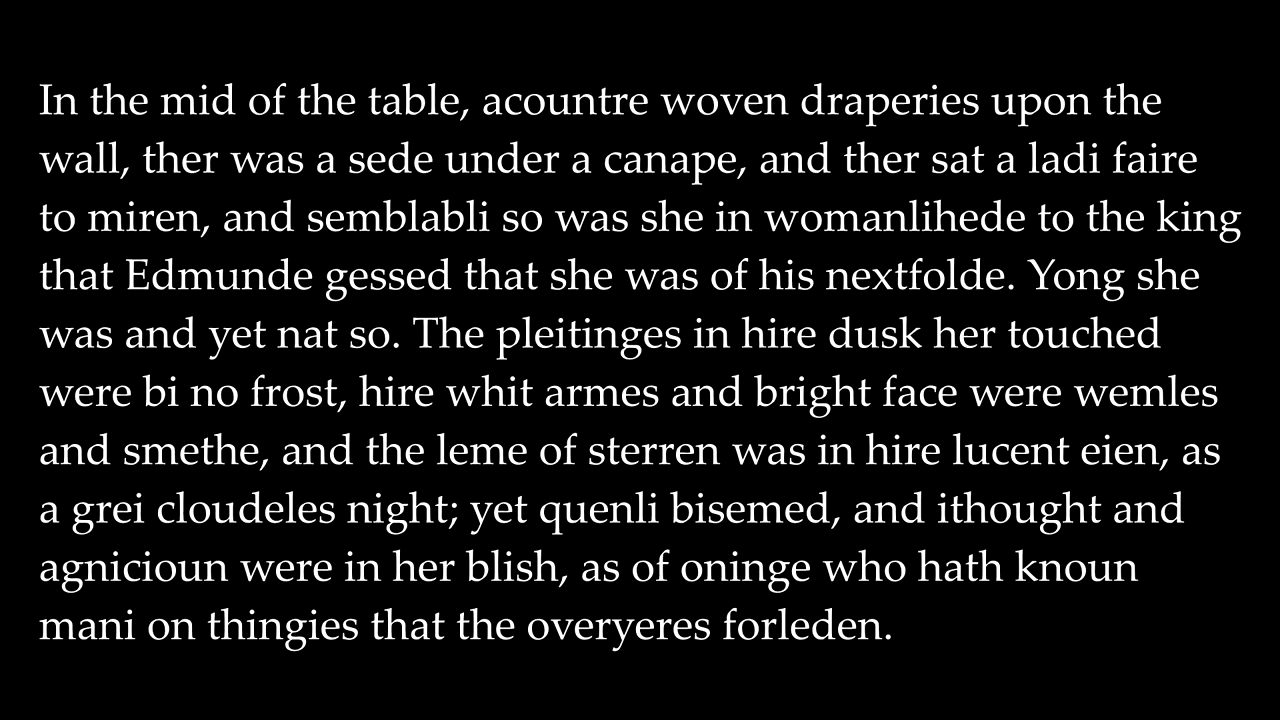 In the mid of the table, acountre woven draperies upon the
wall, ther was a sede under a canape, and ther sat a ladi faire
to miren, and semblabli so was she in womanlihede to the king
that Edmunde gessed that she was of his nextfolde. Yong she
was and yet nat so. The pleitinges in hire dusk her touched
were bi no frost, hire whit armes and bright face were wemles
and smethe, and the leme of sterren was in hire lucent eien, as
a grei cloudeles night; yet quenli bisemed, and ithought and
agnicioun were in her blish, as of oninge who hath knoun
mani on thingies that the overyeres forleden.